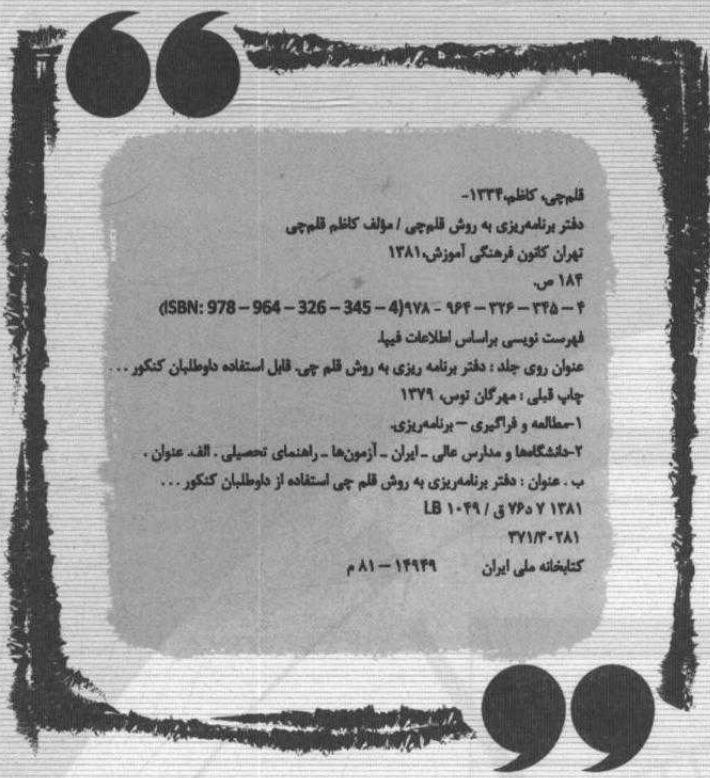 قلم‌چی، کاظم،۱۳۳۴-
دفتر برنامه‌ریزی به روش قلم‌چی / مؤلف کاظم قلم‌چی
تهران کانون فرهنگی آموزش،۱۳۸۱
۱۸۴ ص.
۴ – ۳۴۵ – ۳۲۶ – ۹۶۴ - ۹۷۸(ISBN: 978 – 964 – 326 – 345 – 4)
فهرست نویسی براساس اطلاعات فیپا.
عنوان روی جلد : دفتر برنامه ریزی به روش قلم چی. قابل استفاده داوطلبان کنکور . . .
چاپ قبلی : مهرگان توس، ۱۳۷۹
۱-مطالعه و فراگیری – برنامه‌ریزی.
۲-دانشگاه‌ها و مدارس عالی ـ ایران ـ آزمون‌ها ـ راهنمای تحصیلی . الف. عنوان .
ب . عنوان : دفتر برنامه‌ریزی به روش قلم چی استفاده از داوطلبان کنکور . . .
۱۳۸۱ ۷ د۷۶ ق / ۱۰۴۹ LB
۳۷۱/۳۰۲۸۱
کتابخانه ملی ایران ۱۴۹۴۹ – ۸۱ م